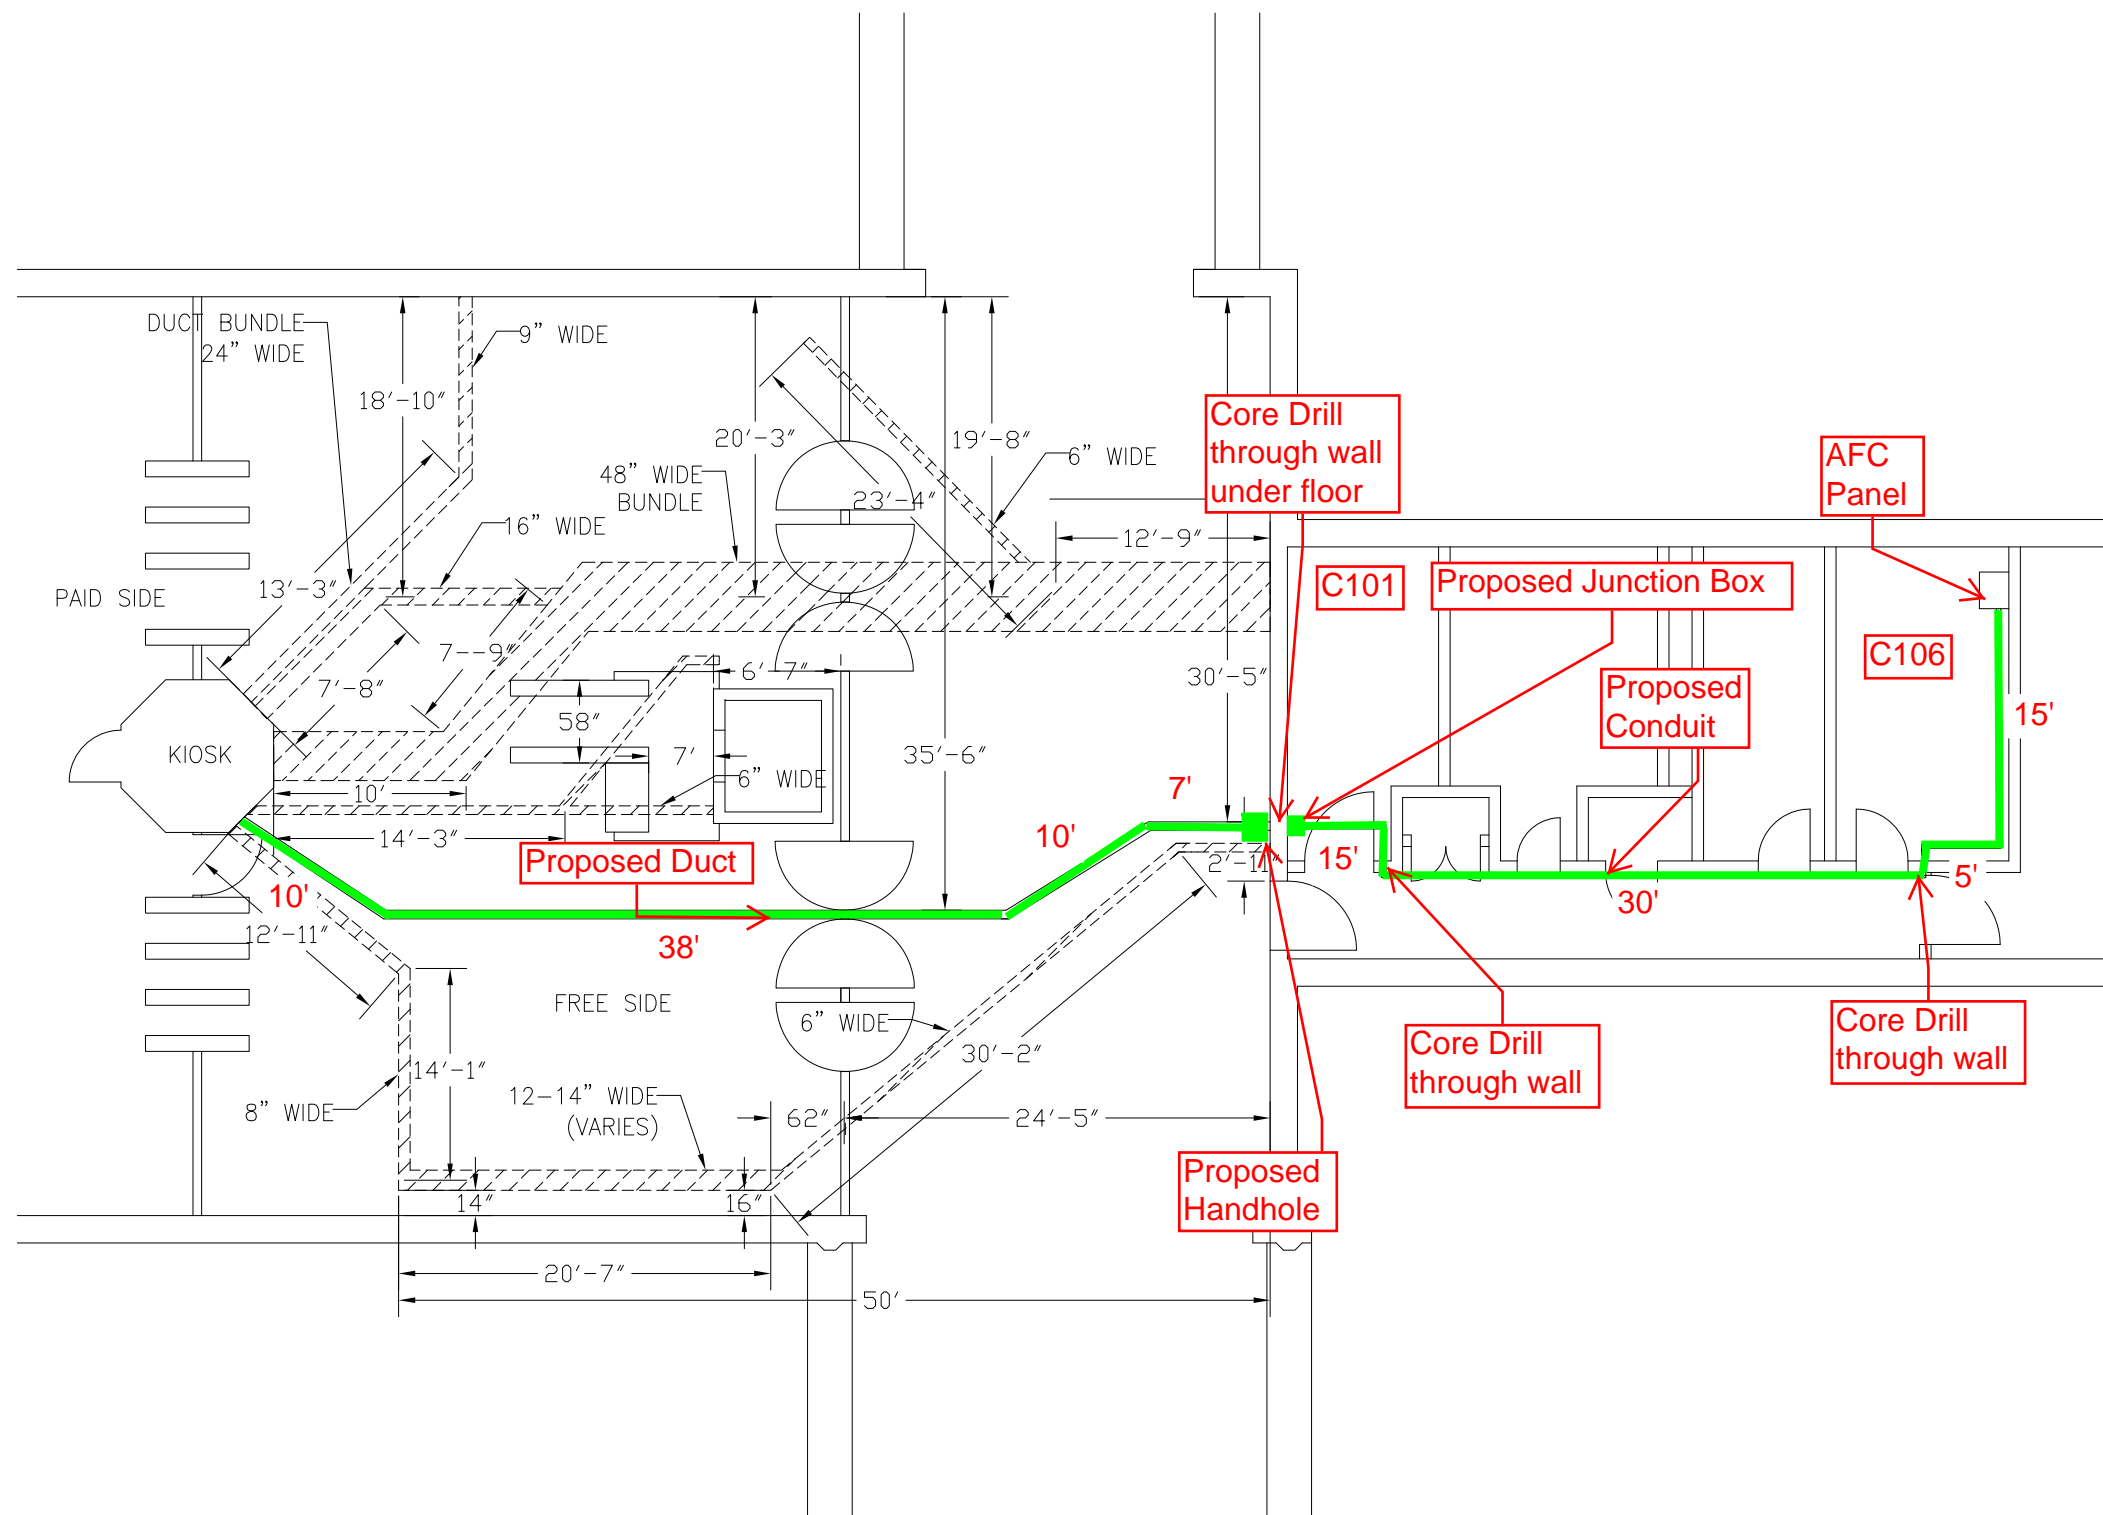 DUCT BUNDLE
24" WIDE
9" WIDE
18'-10"
20'-3"
19'-8"
6" WIDE
48" WIDE
BUNDLE
23'-4"
16" WIDE
12'-9"
Core Drill
through wall
under floor
AFC
Panel
C101
Proposed Junction Box
PAID SIDE
13'-3"
7--9"
7'-8"
6'-7"
30'-5"
C106
Proposed
Conduit
58"
7'
35'-6"
15'
KIOSK
6" WIDE
10'
7'
14'-3"
10'
Proposed Duct
2'-11"
15'
10'
30'
5'
12'-11"
38'
FREE SIDE
6" WIDE
30'-2"
Core Drill
through wall
Core Drill
through wall
14'-1"
8" WIDE
12-14" WIDE
(VARIES)
62"
24'-5"
Proposed
Handhole
14"
16"
20'-7"
50'